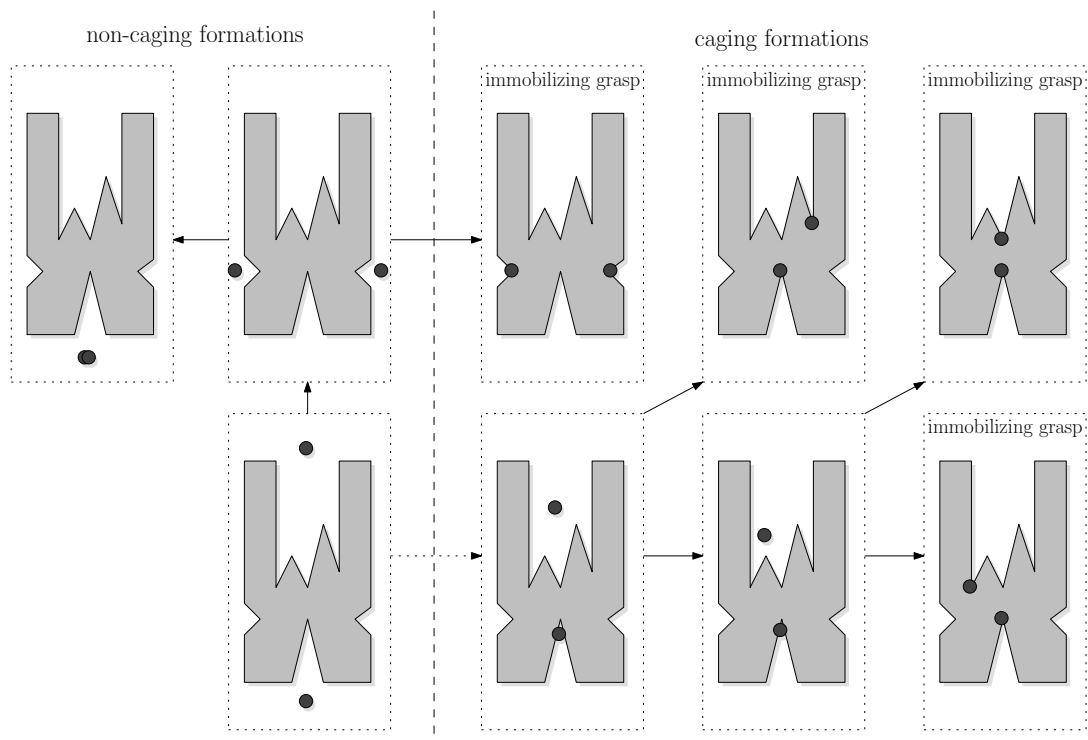 non-caging formations
caging formations
immobilizing grasp
immobilizing grasp
immobilizing grasp
immobilizing grasp